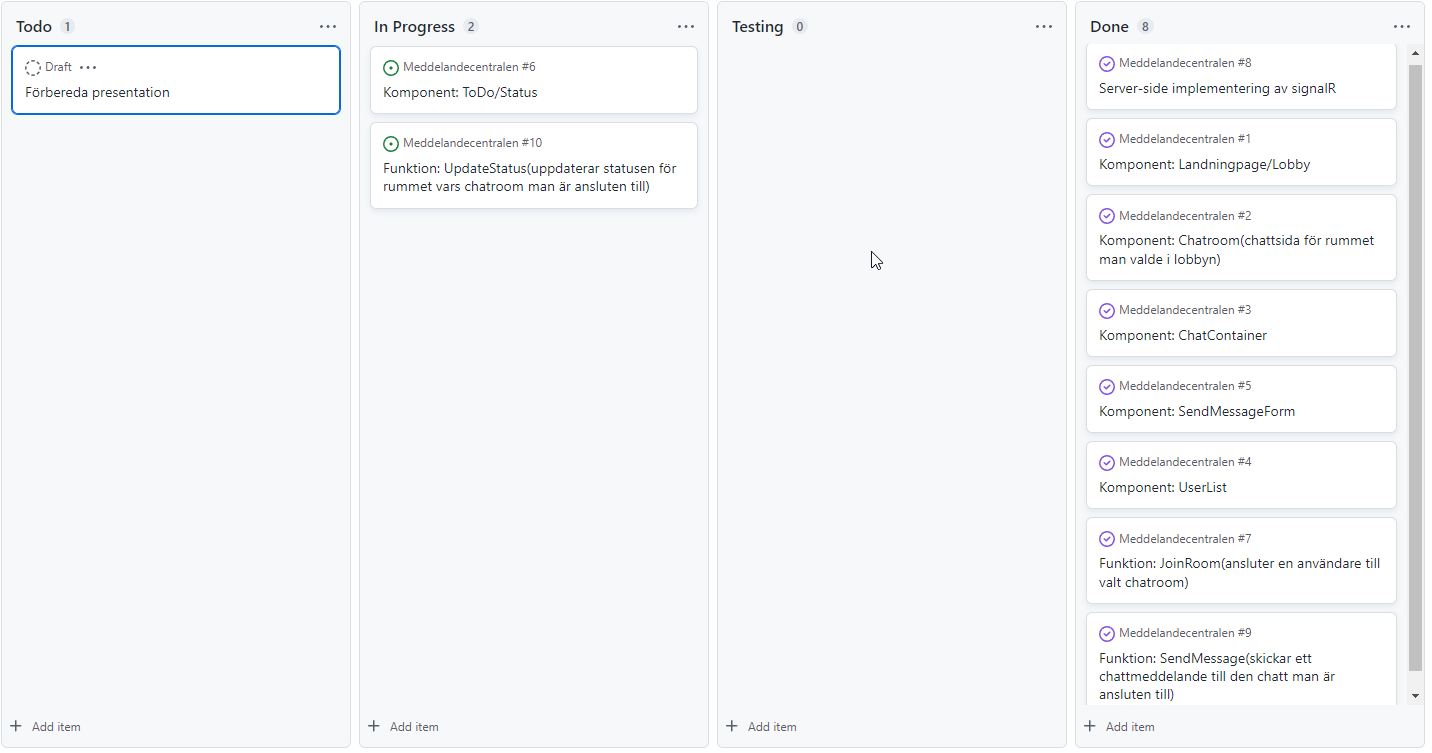 Todo 1
Draft
Förbereda presentation
Add item
In Progress 2
Meddelandecentralen #6
Komponent: ToDo/Status
Meddelandecentralen #10
Funktion: UpdateStatus(uppdaterar statusen för
rummet vars chatroom man är ansluten till)
Add item
Testing 0
Add item
Done 8
Meddelandecentralen #8
Server-side implementering av signalR
Meddelandecentralen #1
Komponent: Landningpage/Lobby
Meddelandecentralen #2
Komponent: Chatroom(chattsida för rummet
man valde i lobbyn)
Meddelandecentralen #3
Komponent: ChatContainer
Meddelandecentralen #5
Komponent: SendMessageForm
Meddelandecentralen #4
Komponent: UserList
Meddelandecentralen #7
Funktion: JoinRoom(ansluter en användare till
valt chatroom)
Meddelandecentralen #9
Funktion: SendMessage(skickar ett
chattmeddelande till den chatt man är
ansluten till)
Add item